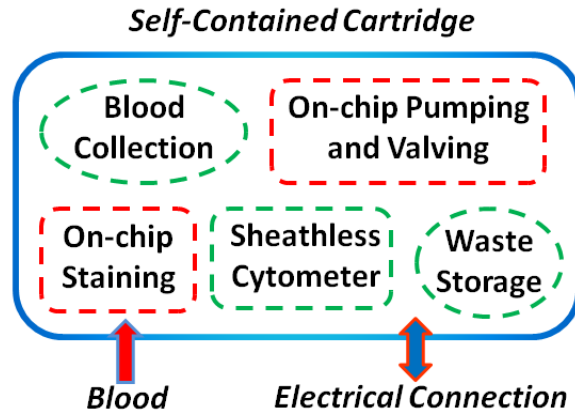 Self-Contained Cartridge
Blood
Collection
On-chip Pumping
and Valving
On-chip
Staining
Sheathless
Cytometer
Waste
Storage
Blood
Electrical Connection